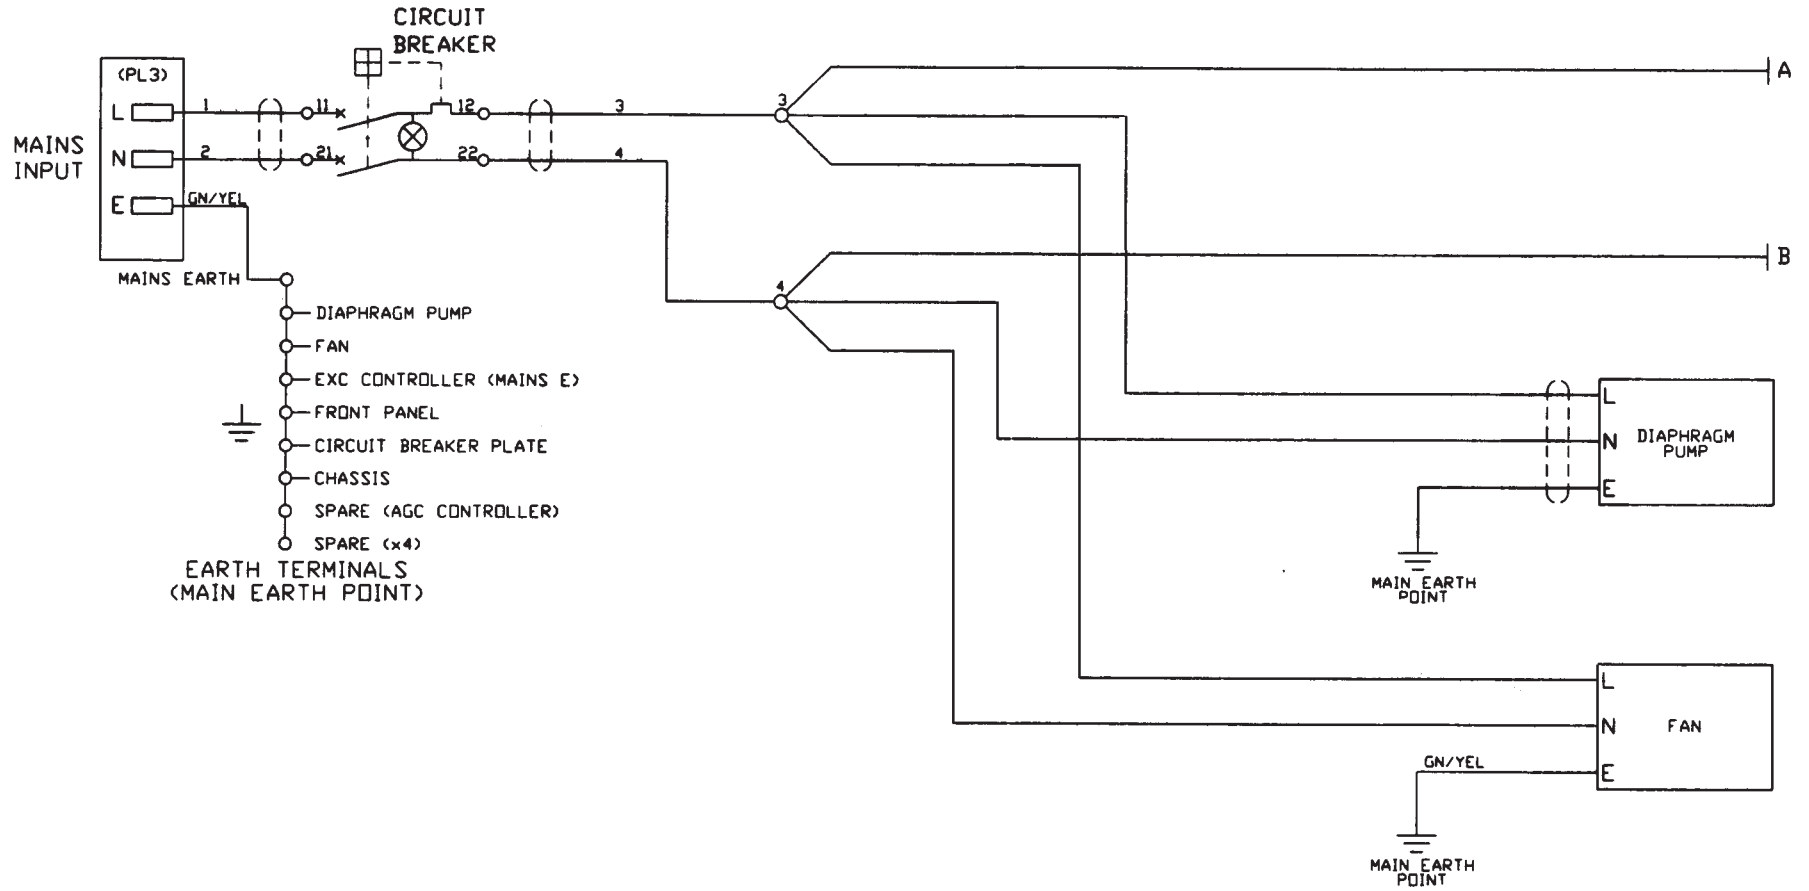 CIRCUIT
BREAKER
(PL3)
MAINS
INPUT
L
1
11
12
3
3
A
N
2
21
22
4
E
GN/YEL
MAINS EARTH
DIAPHRAGM PUMP
FAN
EXC CONTROLLER (MAINS E)
FRONT PANEL
CIRCUIT BREAKER PLATE
CHASSIS
SPARE (AGC CONTROLLER)
SPARE (x4)
EARTH TERMINALS
(MAIN EARTH POINT)
4
B
L
N
E
DIAPHRAGM
PUMP
MAIN EARTH
POINT
L
N
E
FAN
GN/YEL
MAIN EARTH
POINT